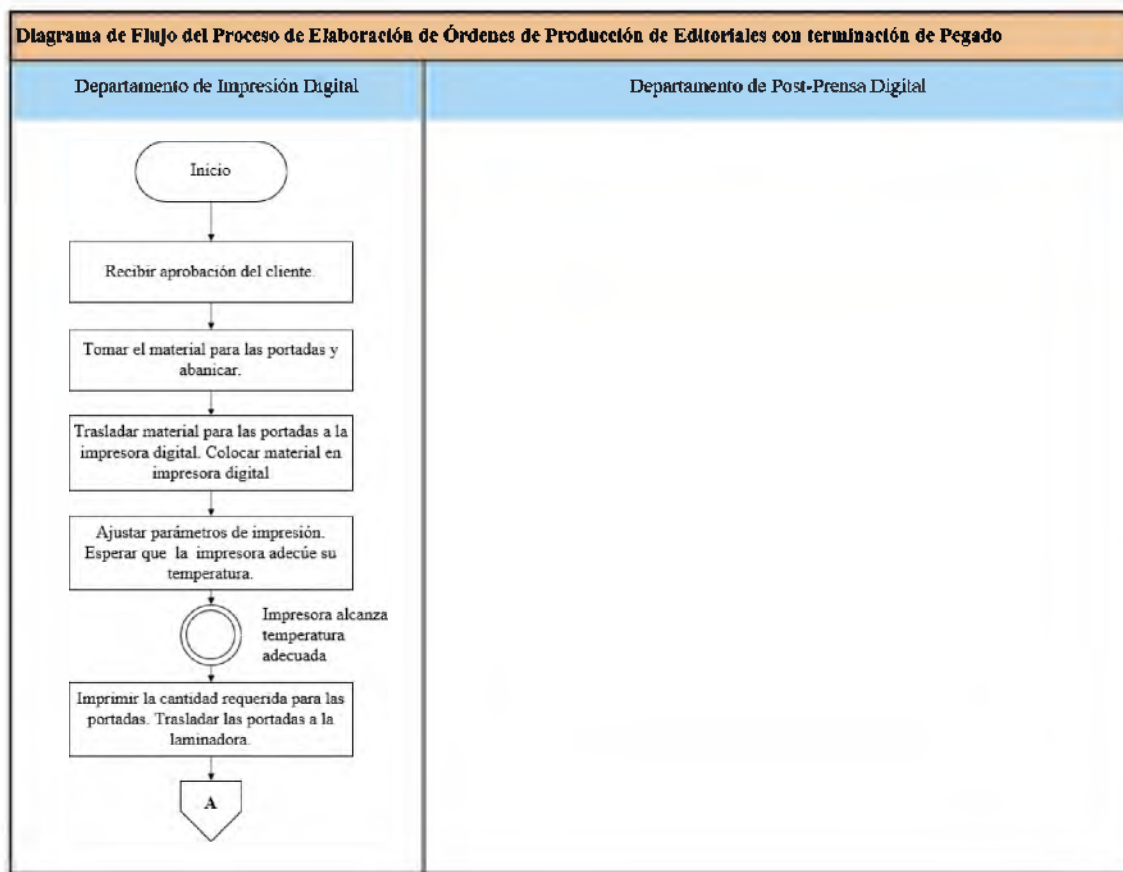 Diagrama de Flujo del Proceso de Elaboración de Órdenes de Producción de Editoriales con terminación de Pegado
Departamento de Impresión Digital
Departamento de Post-Prensa Digital
Inicio
Recibir aprobación del cliente.
Tomar el material para las portadas y
abanicar.
Trasladar material para las portadas a la
impresora digital. Colocar material en
impresora digital
Ajustar parámetros de impresión.
Esperar que la impresora adecúe su
temperatura.
Impresora alcanza
temperatura
adecuada
Imprimir la cantidad requerida para las
portadas. Trasladar las portadas a la
laminadora.
A